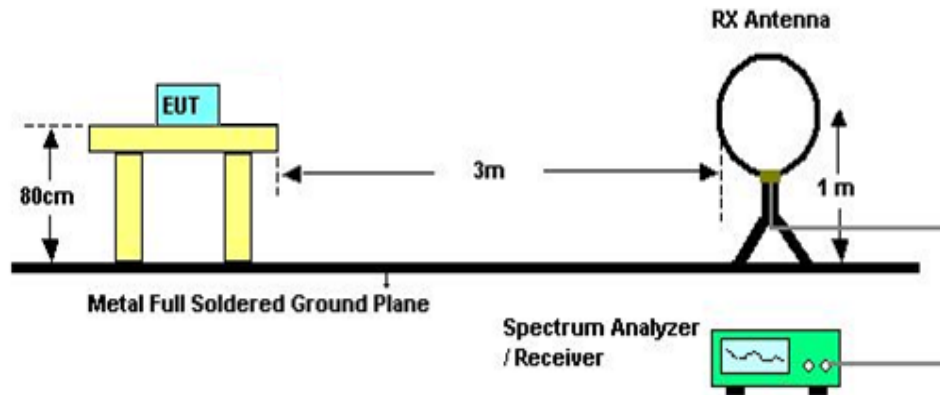 RX Antenna
EUT
3m
80cm
1 m
Metal Full Soldered Ground Plane
Spectrum Analyzer
/ Receiver